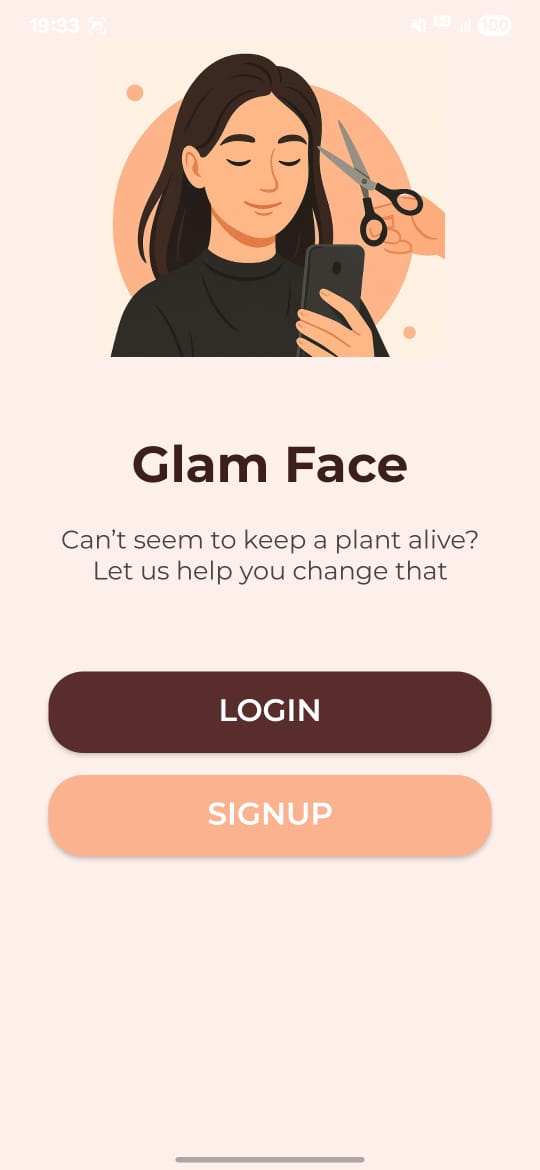 19:33
5G
100
Glam Face
Can't seem to keep a plant alive?
Let us help you change that
LOGIN
SIGNUP